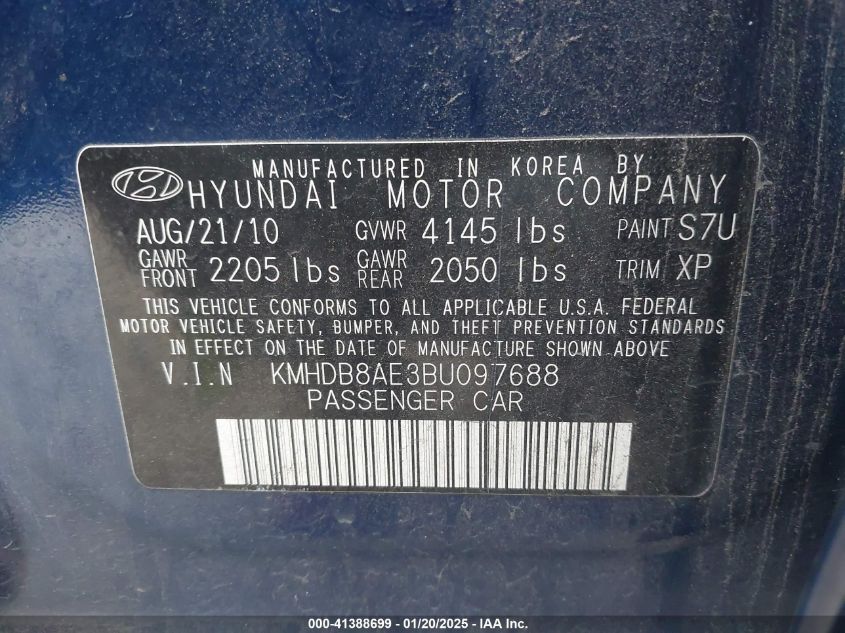 MANUFACTURED IN KOREA BY
HYUNDAI MOTOR COMPANY
AUG/21/10 GVWR 4145 lbs PAINT S7U
GAWR FRONT 2205 lbs GAWR REAR 2050 lbs TRIM XP
THIS VEHICLE CONFORMS TO ALL APPLICABLE U.S.A. FEDERAL
MOTOR VEHICLE SAFETY, BUMPER, AND THEFT PREVENTION STANDARDS
IN EFFECT ON THE DATE OF MANUFACTURE SHOWN ABOVE
V.I.N KMHDB8AE3BU097688
PASSENGER CAR
000-41388699 - 01/20/2025 - IAA Inc.